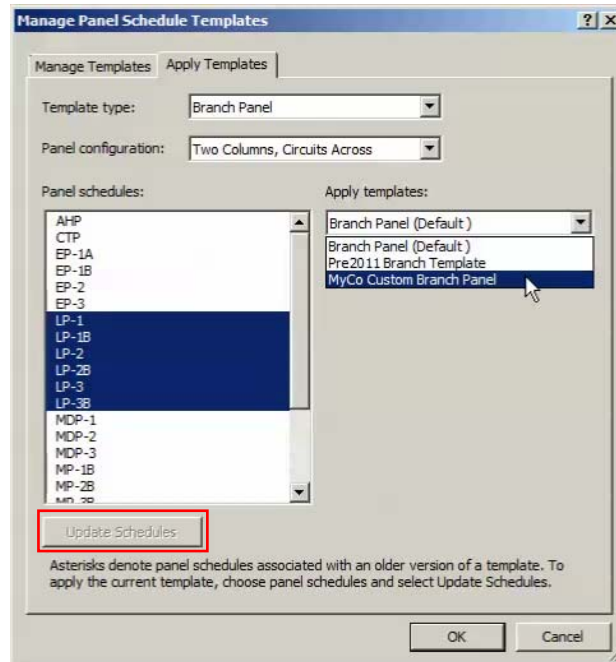 Manage Panel Schedule Templates
Manage Templates
Apply Templates
Template type:
Branch Panel
Panel configuration:
Two Columns, Circuits Across
Panel schedules:
AHP
CTP
EP-1A
EP-1B
EP-2
EP-3
LP-1
LP-1B
LP-2
LP-2B
LP-3
LP-3B
MDP-1
MDP-2
MDP-3
MP-1B
MP-2B
Apply templates:
Branch Panel (Default )
Branch Panel (Default )
Pre2011 Branch Template
MyCo Custom Branch Panel
Update Schedules
Asterisks denote panel schedules associated with an older version of a template. To
apply the current template, choose panel schedules and select Update Schedules.
OK
Cancel